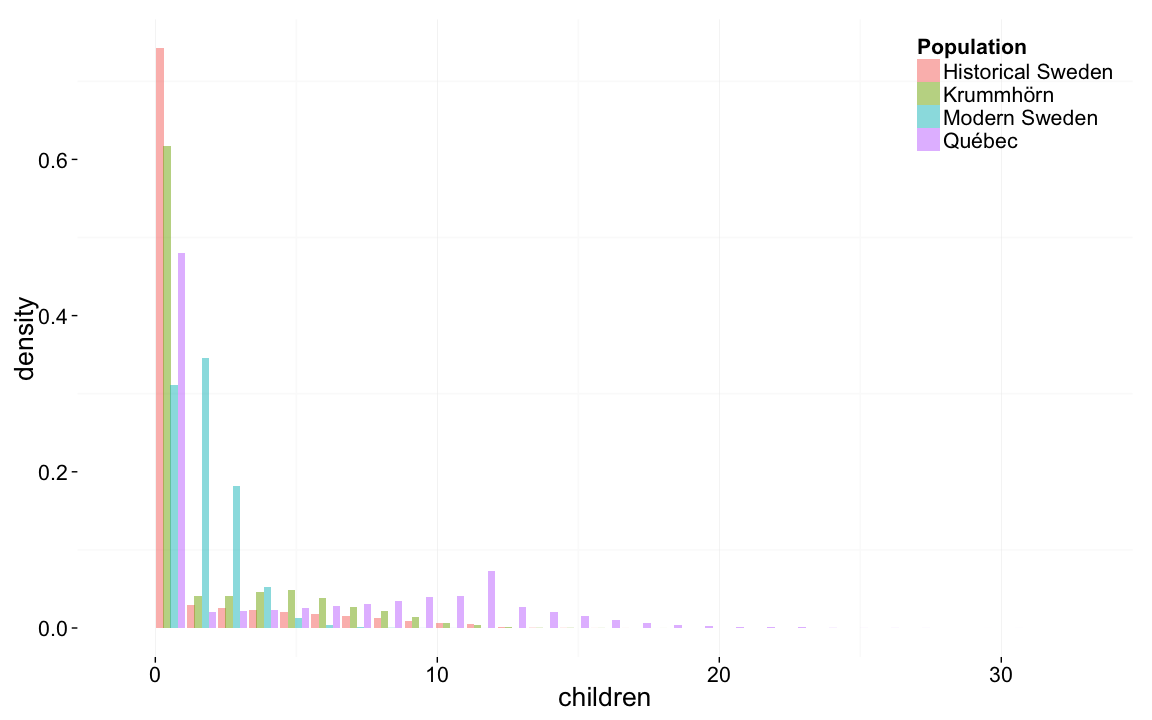 Population
Historical Sweden
Krummhörn
Modern Sweden
Québec
density
0.6
0.4
0.2
0.0
0 10 20 30
children